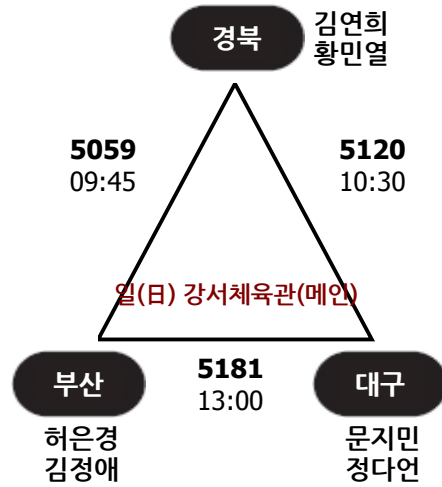 경북
김연희
황민열
5059
09:45
5120
10:30
일(日) 강서체육관(메인)
부산
5181
13:00
대구
허은경
김정애
문지민
정다언